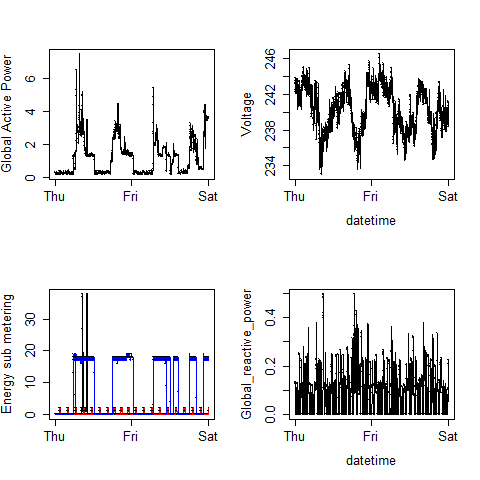 Global Active Power
0 2 4 6
Thu Fri Sat
Voltage
234 238 242 246
Thu Fri Sat
datetime
Energy sub metering
0 10 20 30
Thu Fri Sat
Global_reactive_power
0.0 0.2 0.4
Thu Fri Sat
datetime